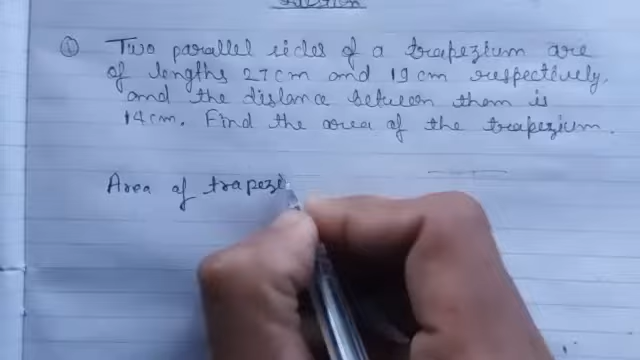 ① Two parallel sides of a trapezium are
of lengths 27 cm and 19 cm respectively,
and the distance between them is
14 cm. Find the area of the trapezium.
Area of trapezi